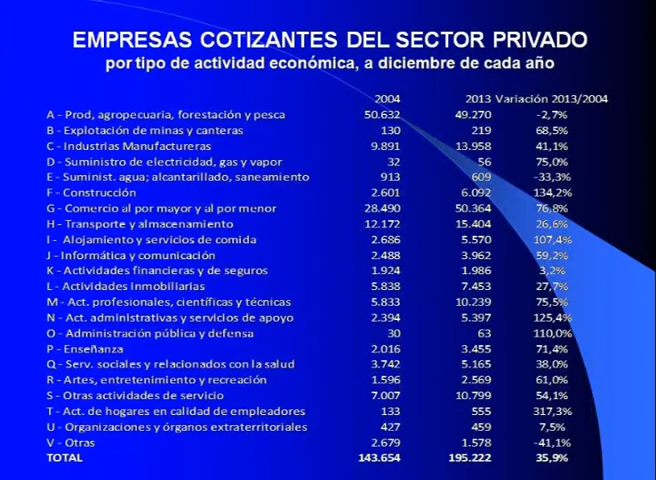 EMPRESAS COTIZANTES DEL SECTOR PRIVADO
por tipo de actividad económica, a diciembre de cada año
2004 2013 Variación 2013/2004
A - Prod, agropecuaria, forestación y pesca 50.632 49.270 -2,7%
B - Explotación de minas y canteras 130 219 68,5%
C - Industrias Manufactureras 9.891 13.958 41,1%
D - Suministro de electricidad, gas y vapor 32 56 75,0%
E - Suminist. agua; alcantarillado, saneamiento 913 609 -33,3%
F - Construcción 2.601 6.092 134,2%
G - Comercio al por mayor y al por menor 28.490 50.364 76,8%
H - Transporte y almacenamiento 12.172 15.404 26,6%
I - Alojamiento y servicios de comida 2.686 5.570 107,4%
J - Informática y comunicación 2.488 3.962 59,2%
K - Actividades financieras y de seguros 1.924 1.986 3,2%
L - Actividades Inmobiliarias 5.838 7.453 27,7%
M - Act. profesionales, científicas y técnicas 5.833 10.239 75,5%
N - Act. administrativas y servicios de apoyo 2.394 5.397 125,4%
O - Administración pública y defensa 30 63 110,0%
P - Enseñanza 2.016 3.455 71,4%
Q - Serv. sociales y relacionados con la salud 3.742 5.165 38,0%
R - Artes, entretenimiento y recreación 1.596 2.569 61,0%
S - Otras actividades de servicio 7.007 10.799 54,1%
T - Act. de hogares en calidad de empleadores 133 555 317,3%
U - Organizaciones y órganos extraterritoriales 427 459 7,5%
V - Otras 2.679 1.578 -41,1%
TOTAL 143.654 195.222 35,9%